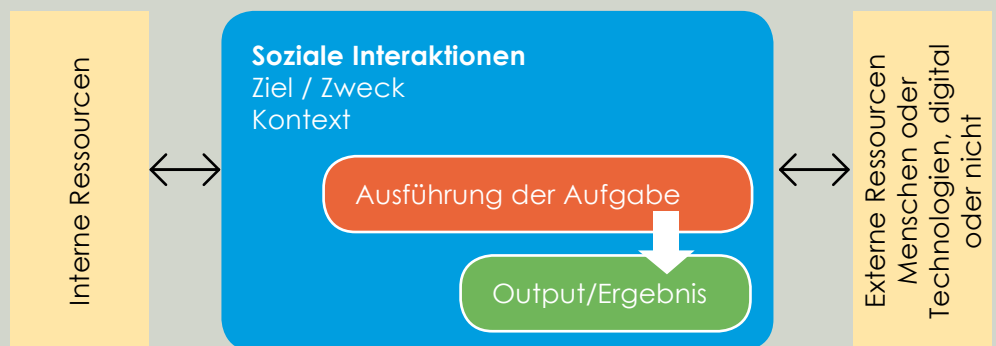 Interne Ressourcen
Soziale Interaktionen
Ziel / Zweck
Kontext
Ausführung der Aufgabe
Output/Ergebnis
Externe Ressourcen
Menschen oder
Technologien, digital
oder nicht